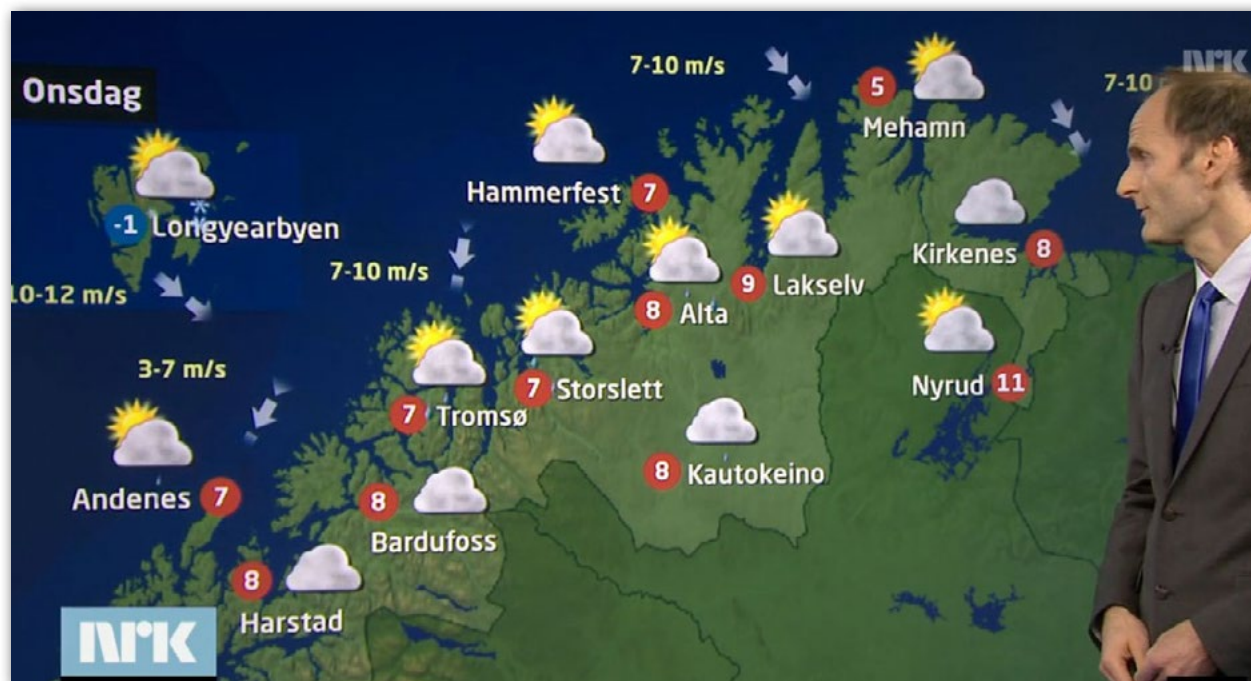 Onsdag
7-10 m/s
nrk
7-10
5
Mehamn
Hammerfest 7
-1 Longyearbyen
Kirkenes 8
10-12 m/s
7-10 m/s
9 Lakselv
8 Alta
3-7 m/s
7 Storslett
Nyrud 11
7 Tromsø
8 Kautokeino
Andenes 7
8
Bardufoss
8
Harstad
nrk